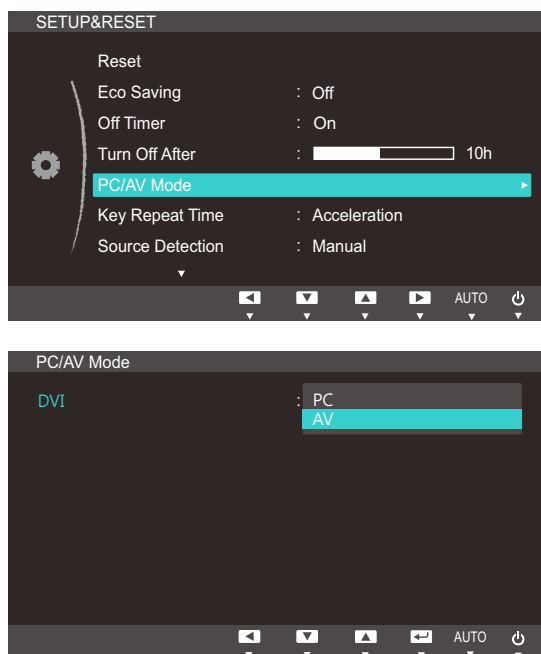 SETUP&RESET
Reset
Eco Saving : Off
Off Timer : On
Turn Off After : 10h
PC/AV Mode
Key Repeat Time : Acceleration
Source Detection : Manual
AUTO
PC/AV Mode
DVI : PC
AV
AUTO